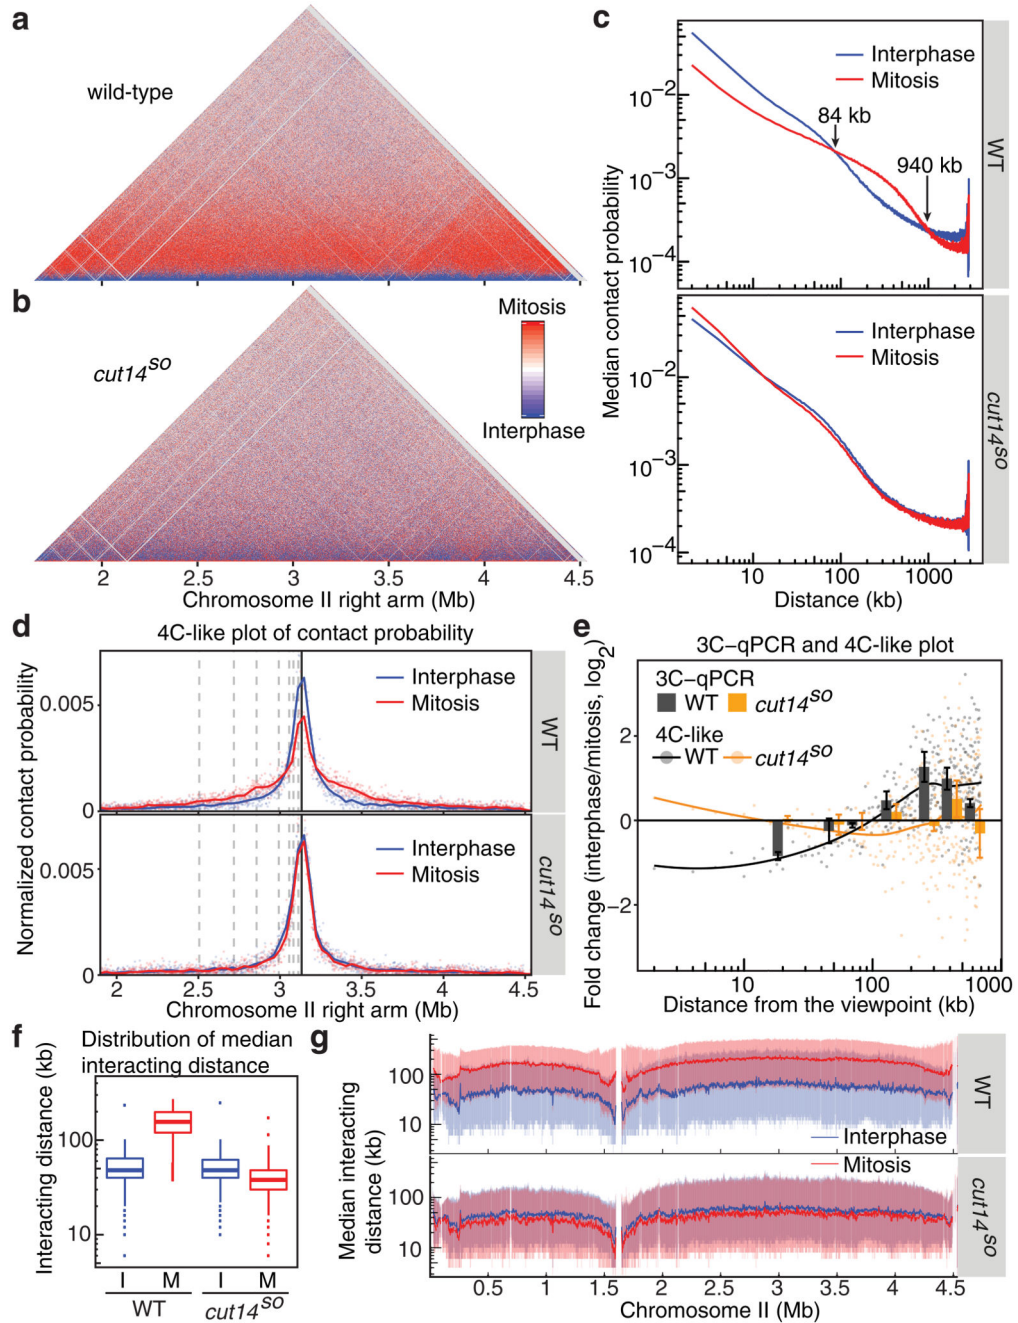 a
wild-type
b
cut14SO
Mitosis
Interphase
2 2.5 3 3.5 4 4.5
Chromosome II right arm (Mb)
c
Median contact probability
10−2
10−3
10−4
Interphase
Mitosis
84 kb
940 kb
WT
10−2
10−3
10−4
Interphase
Mitosis
cut14SO
10 100 1000
Distance (kb)
d
4C-like plot of contact probability
Normalized contact probability
0.005
0
Interphase
Mitosis
WT
0.005
0
Interphase
Mitosis
cut14SO
1.9 2.5 3 3.5 4 4.5
Chromosome II right arm (Mb)
e
3C−qPCR and 4C−like plot
Fold change (interphase/mitosis, log2)
3C−qPCR
WT cut14SO
4C−like
WT cut14SO
2
0
−2
10 100 1000
Distance from the viewpoint (kb)
f
Distribution of median
interacting distance
Interacting distance (kb)
100
10
I M I M
WT cut14SO
g
Median interacting
distance (kb)
100
10
Interphase
WT
Mitosis
100
10
cut14SO
0.5 1 1.5 2 2.5 3 3.5 4 4.5
Chromosome II (Mb)